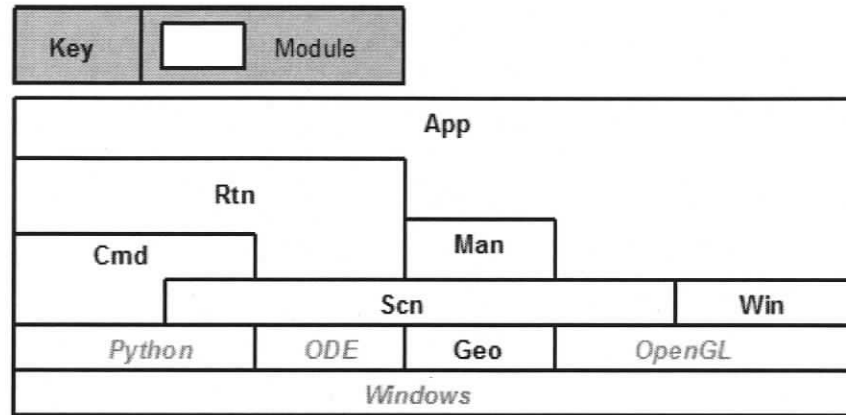 Key Module
App
Rtn
Man
Cmd
Scn Win
Python ODE Geo OpenGL
Windows